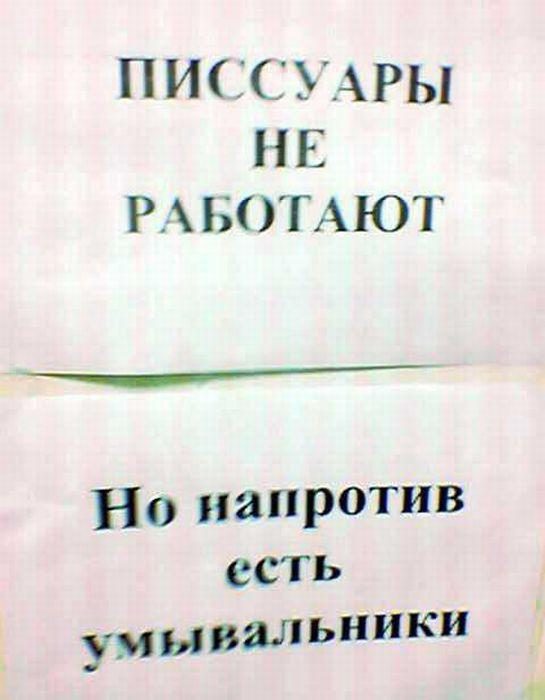 ПИССУАРЫ
НЕ
РАБОТАЮТ
Но напротив
есть
умывальники